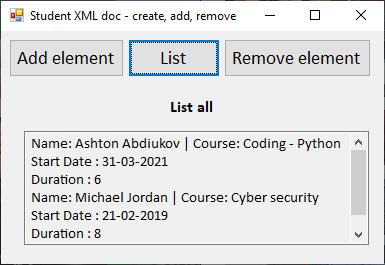 Student XML doc - create, add, remove
Add element
List
Remove element
List all
Name: Ashton Abdiukov | Course: Coding - Python
Start Date : 31-03-2021
Duration : 6
Name: Michael Jordan | Course: Cyber security
Start Date : 21-02-2019
Duration : 8